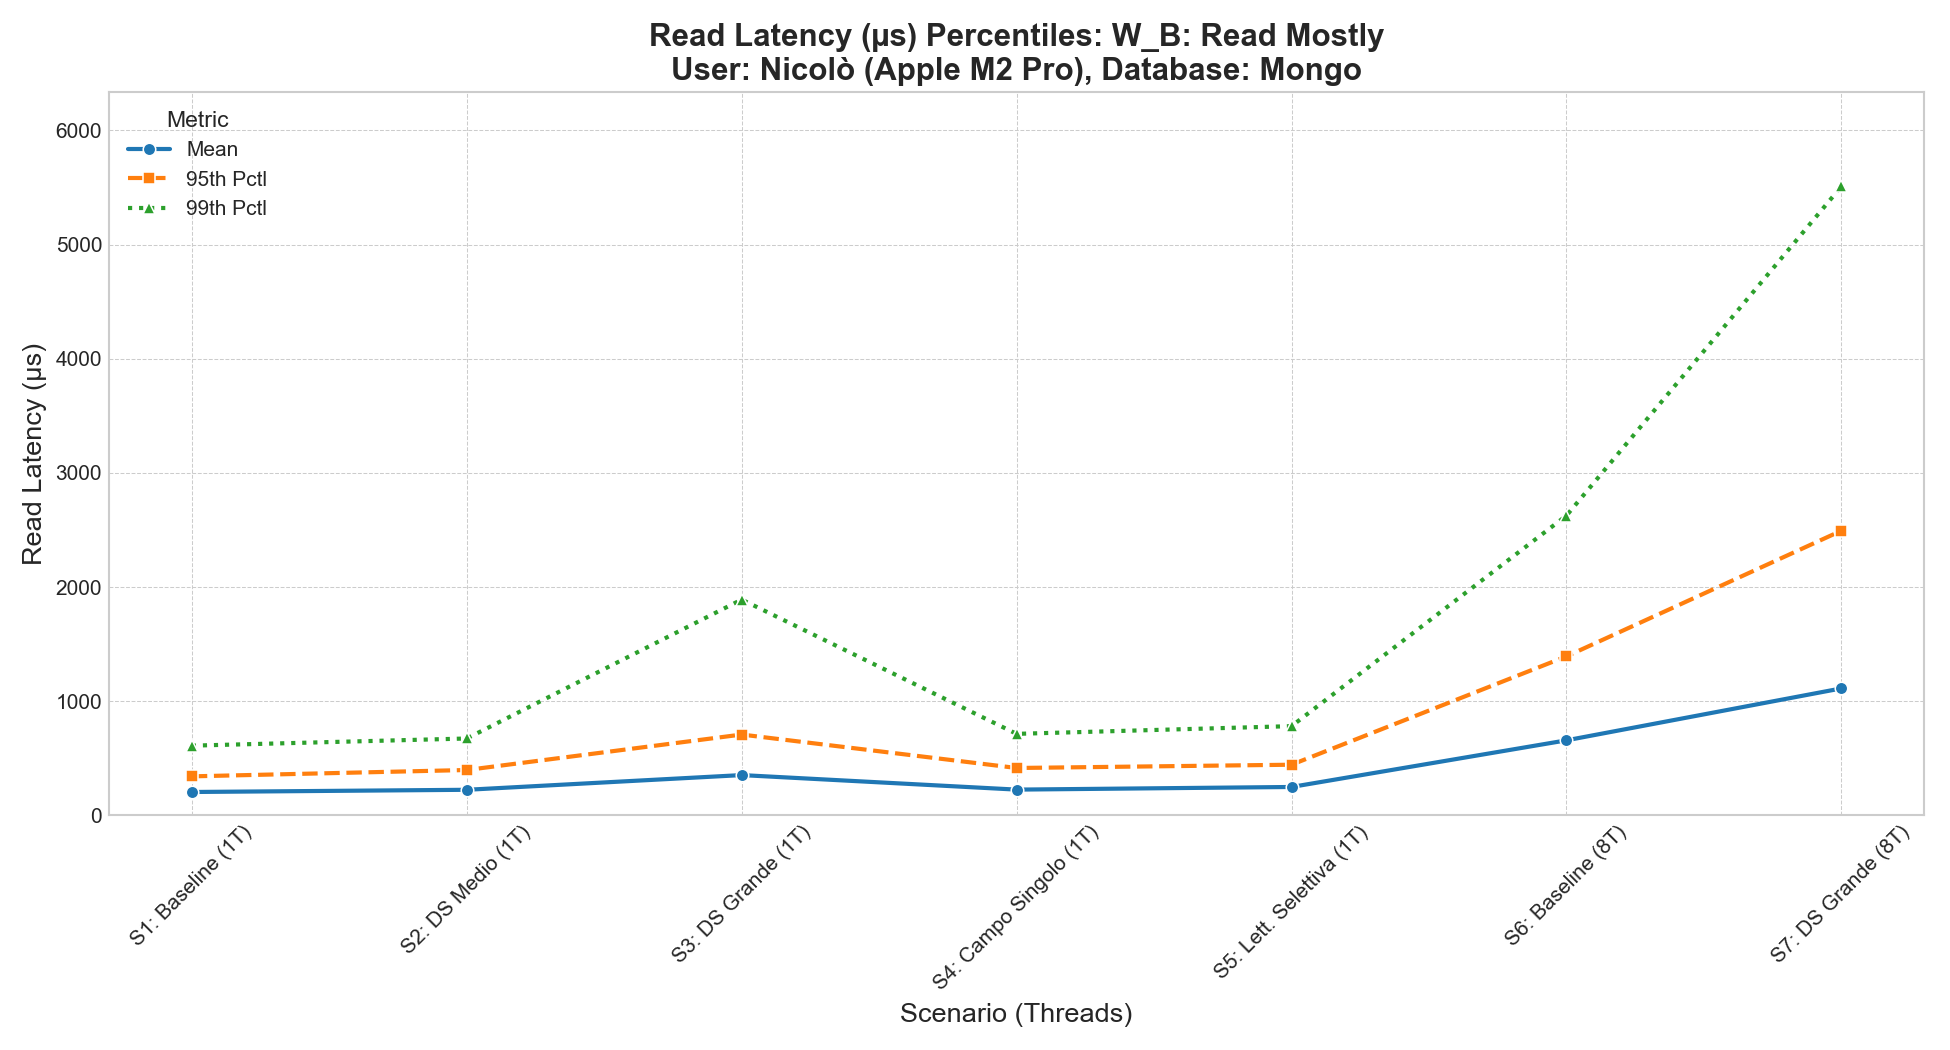 Read Latency (µs) Percentiles: W_B: Read Mostly
User: Nicolò (Apple M2 Pro), Database: Mongo
Metric
Mean
95th Pctl
99th Pctl
Read Latency (µs)
6000
5000
4000
3000
2000
1000
0
S1: Baseline (1T)
S2: DS Medio (1T)
S3: DS Grande (1T)
S4: Campo Singolo (1T)
S5: Lett. Selettiva (1T)
S6: Baseline (8T)
S7: DS Grande (8T)
Scenario (Threads)